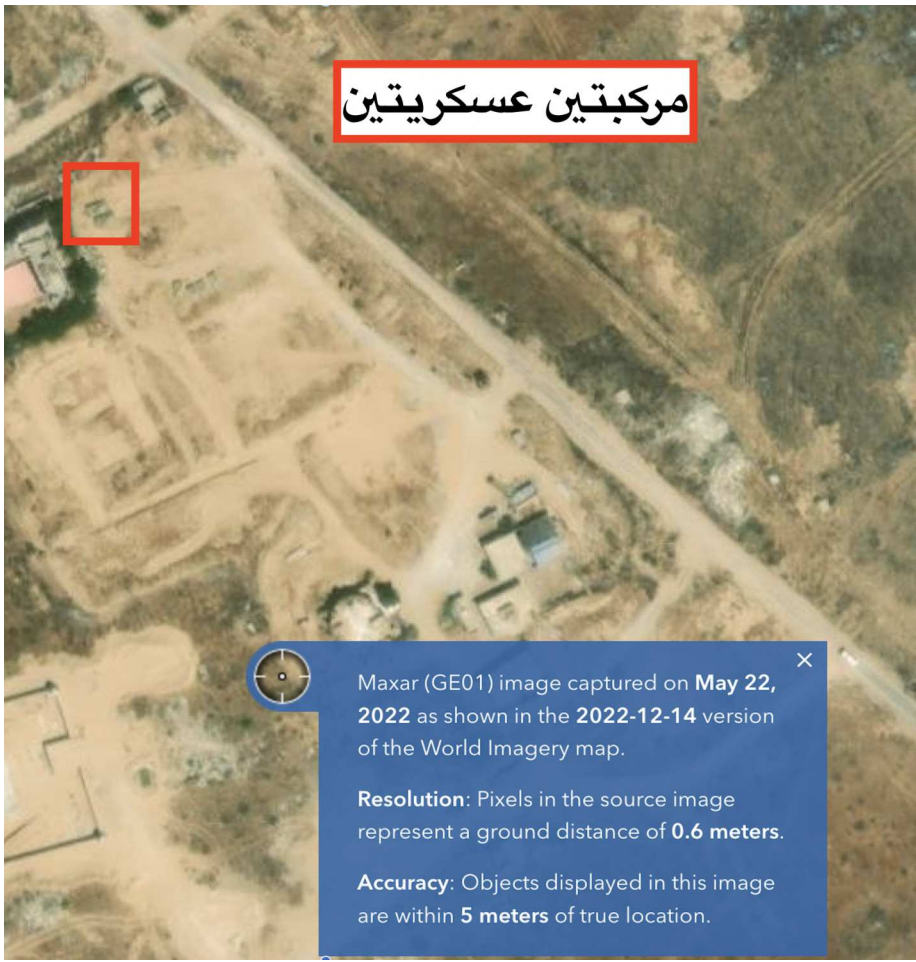 مركبتين عسكريتين
Maxar (GE01) image captured on May 22,
2022 as shown in the 2022-12-14 version
of the World Imagery map.
Resolution: Pixels in the source image
represent a ground distance of 0.6 meters.
Accuracy: Objects displayed in this image
are within 5 meters of true location.